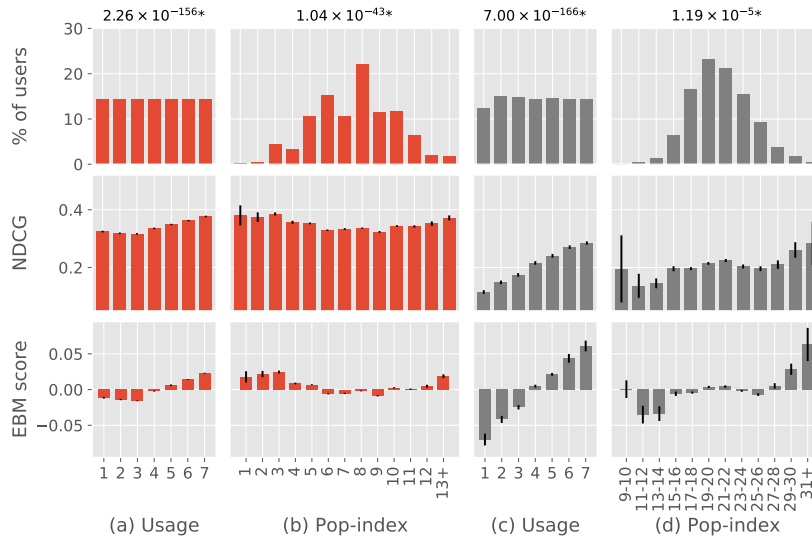 2.26 × 10⁻¹⁵⁶* 1.04 × 10⁻⁴³* 7.00 × 10⁻¹⁶⁶* 1.19 × 10⁻⁵*
% of users
30
20
10
0
NDCG
0.4
0.2
EBM score
0.05
0.00
−0.05
1 2 3 4 5 6 7
1 2 3 4 5 6 7 8 9 10 11 12 13+
1 2 3 4 5 6 7
9-10 11-12 13-14 15-16 17-18 19-20 21-22 23-24 25-26 27-28 29-30 31+
(a) Usage (b) Pop-index (c) Usage (d) Pop-index